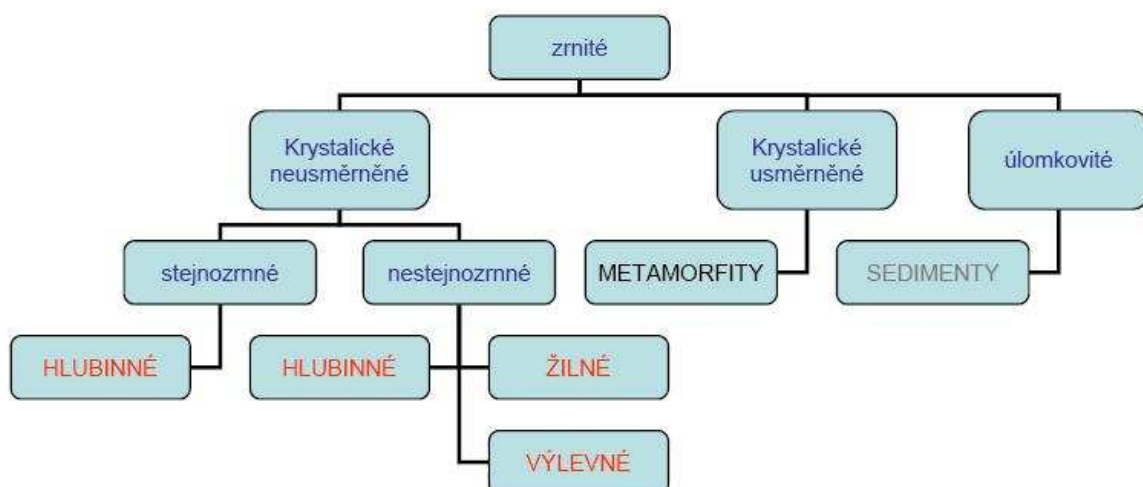 zrnité
Krystalické
neusměrněné
Krystalické
usměrněné
úlomkovité
stejnozrnné
nestejnozrnné
METAMORFITY
SEDIMENTY
HLUBINNÉ
HLUBINNÉ
ŽILNÉ
VÝLEVNÉ